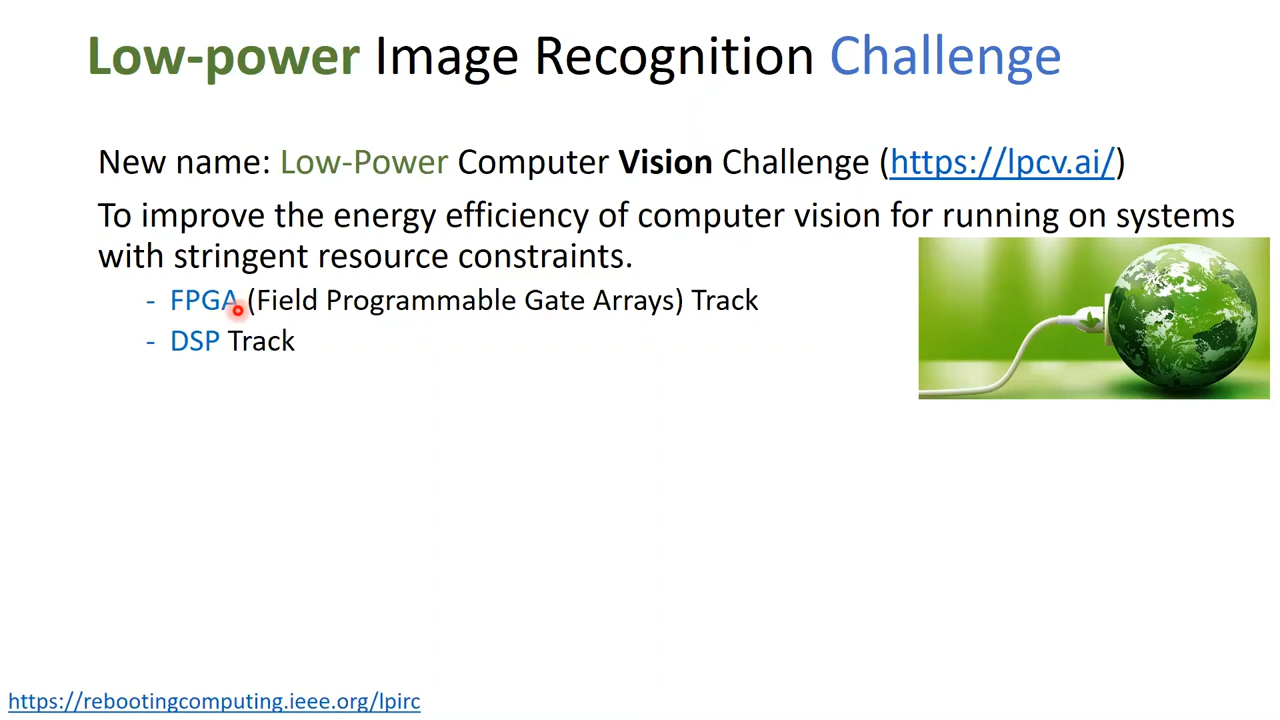 Low-power Image Recognition Challenge
New name: Low-Power Computer Vision Challenge (https://lpcv.ai/)
To improve the energy efficiency of computer vision for running on systems
with stringent resource constraints.
- FPGA (Field Programmable Gate Arrays) Track
- DSP Track
https://rebootingcomputing.ieee.org/lpirc